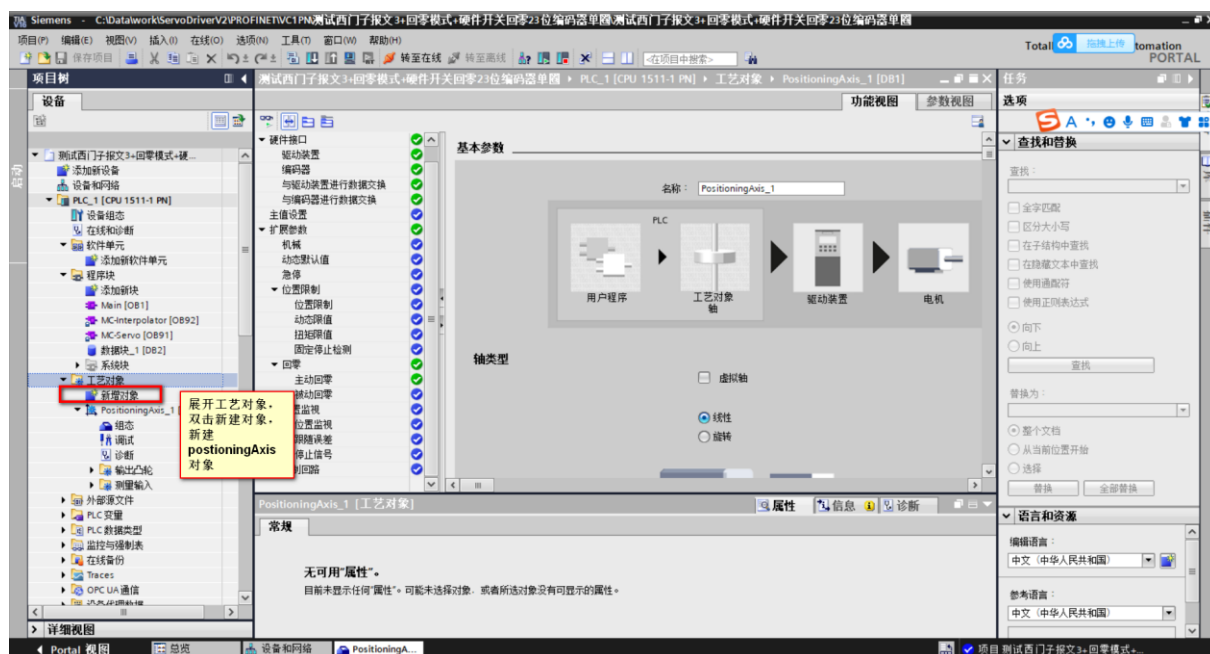 Siemens - C:\Data\work\ServoDriverV2\PROFINET\VC1PN\测试西门子报文3+回零模式+硬件开关回零23位编码器单圈\测试西门子报文3+回零模式+硬件开关回零23位编码器单圈
项目(P) 编辑(E) 视图(V) 插入(I) 在线(O) 选项(N) 工具(T) 窗口(W) 帮助(H)
保存项目 转至在线 转至离线 <在项目中搜索>
Totall 拖拽上传 tomation
PORTAL
项目树
测试西门子报文3+回零模式+硬件开关回零23位编码器单圈 PLC_1 [CPU 1511-1 PN] 工艺对象 PositioningAxis_1 [DB1]
任务
设备
功能视图 参数视图
选项
启动
测试西门子报文3+回零模式+硬...
添加新设备
设备和网络
PLC_1 [CPU 1511-1 PN]
设备组态
在线和诊断
软件单元
添加新软件单元
程序块
添加新块
Main [OB1]
MC-Interpolator [OB92]
MC-Servo [OB91]
数据块_1 [DB2]
系统块
工艺对象
新增对象
PositioningAxis_1 [
组态
调试
诊断
输出凸轮
测量输入
外部源文件
PLC 变量
PLC 数据类型
监控与强制表
在线备份
Traces
OPC UA 通信
设备代理数据
详细视图
展开工艺对象，
双击新建对象，
新建
postioningAxis
对象
硬件接口
驱动装置
编码器
与驱动装置进行数据交换
与编码器进行数据交换
主值设置
扩展参数
机械
动态默认值
急停
位置限制
位置限制
动态限值
扭矩限值
固定停止检测
回零
主动回零
被动回零
置监视
位置监视
限随误差
停止信号
制回路
基本参数
名称： PositioningAxis_1
PLC
用户程序
工艺对象
轴
驱动装置
电机
轴类型
虚拟轴
线性
旋转
PositioningAxis_1 [工艺对象]
属性 信息 诊断
常规
无可用“属性”。
目前未显示任何“属性”。可能未选择对象，或者所选对象没有可显示的属性。
查找和替换
查找：
全字匹配
区分大小写
在子结构中查找
在隐藏文本中查找
使用通配符
使用正则表达式
向下
向上
查找
替换为：
整个文档
从当前位置开始
选择
替换 全部替换
语言和资源
编辑语言：
中文（中华人民共和国）
参考语言：
中文（中华人民共和国）
Portal 视图 总览 设备和网络 PositioningA...
项目 测试西门子报文3+回零模式+...